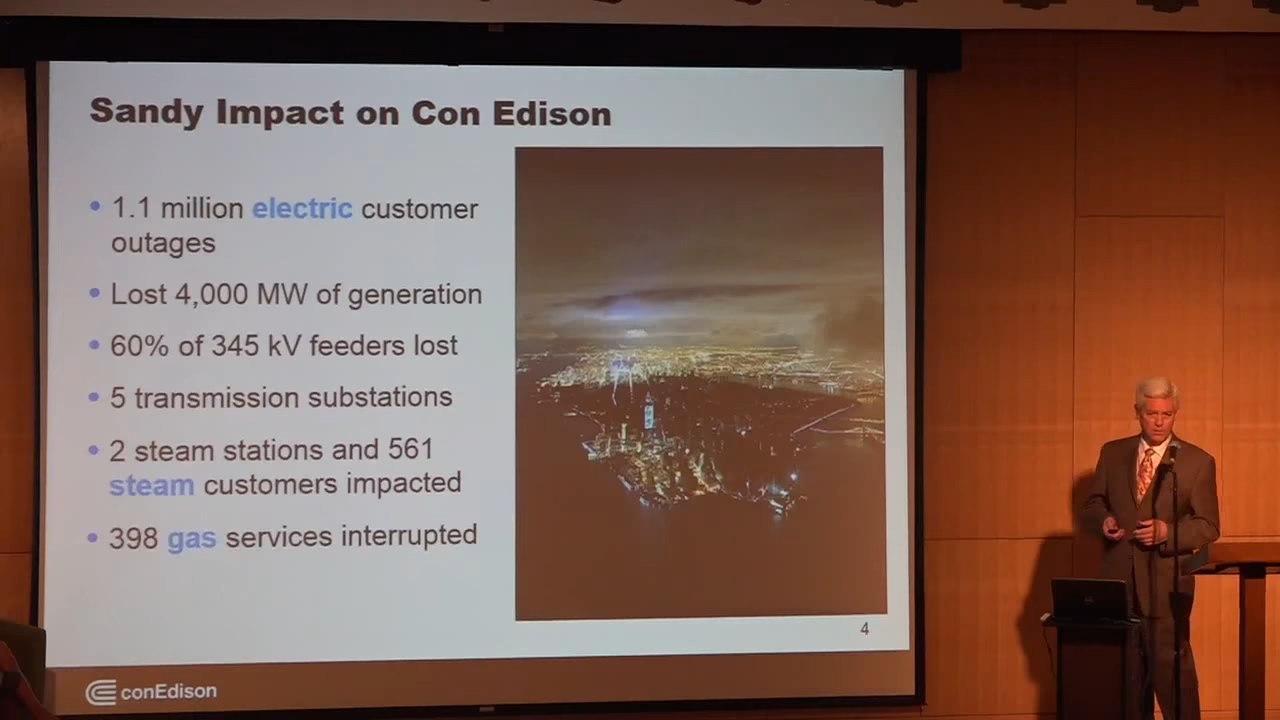 Sandy Impact on Con Edison
• 1.1 million electric customer
outages
• Lost 4,000 MW of generation
• 60% of 345 kV feeders lost
• 5 transmission substations
• 2 steam stations and 561
steam customers impacted
• 398 gas services interrupted
4
conEdison